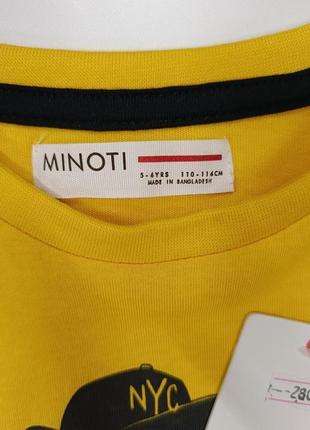 MINOTI
5-6YRS 110-116CM
MADE IN BANGLADESH
NYC